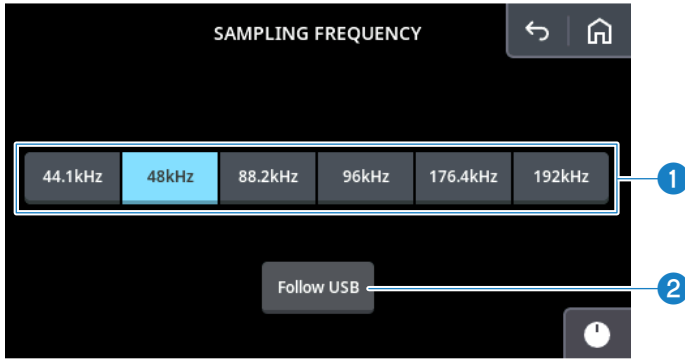 SAMPLING FREQUENCY
44.1kHz 48kHz 88.2kHz 96kHz 176.4kHz 192kHz 1
Follow USB 2